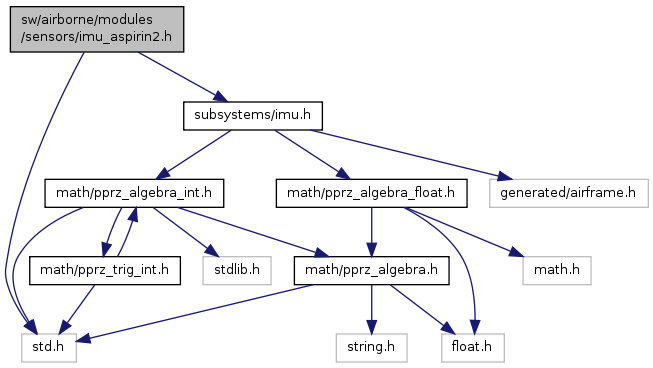 sw/airborne/modules
/sensors/imu_aspirin2.h
subsystems/imu.h
math/pprz_algebra_int.h
math/pprz_algebra_float.h
generated/airframe.h
math/pprz_trig_int.h
stdlib.h
math/pprz_algebra.h
math.h
std.h
string.h
float.h